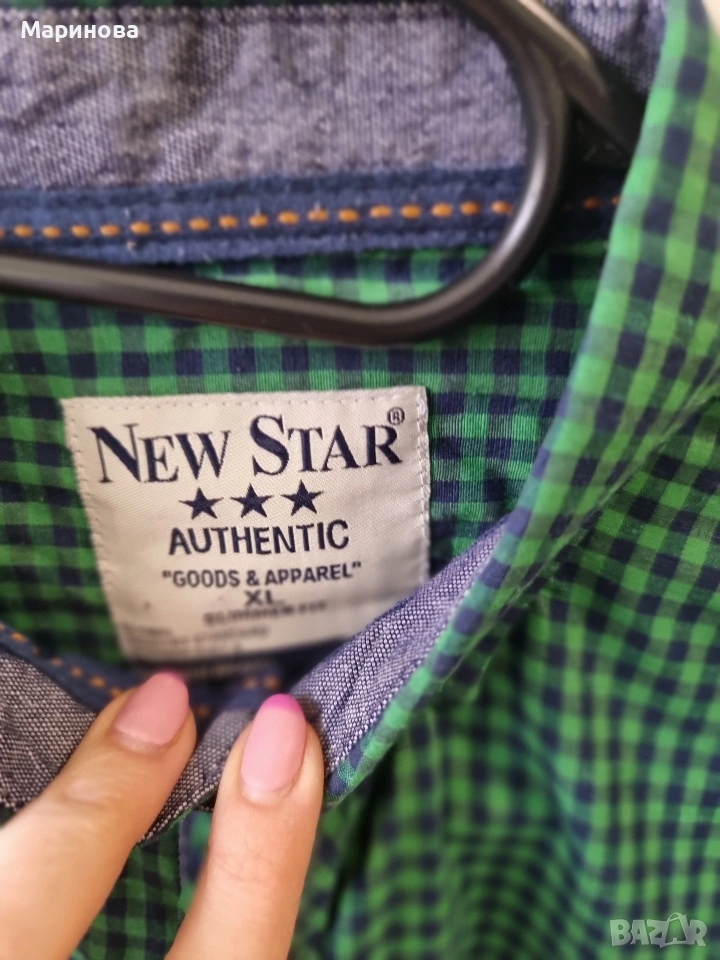 Маринова
NEW STAR®
AUTHENTIC
"GOODS & APPAREL"
XL
BAZAR